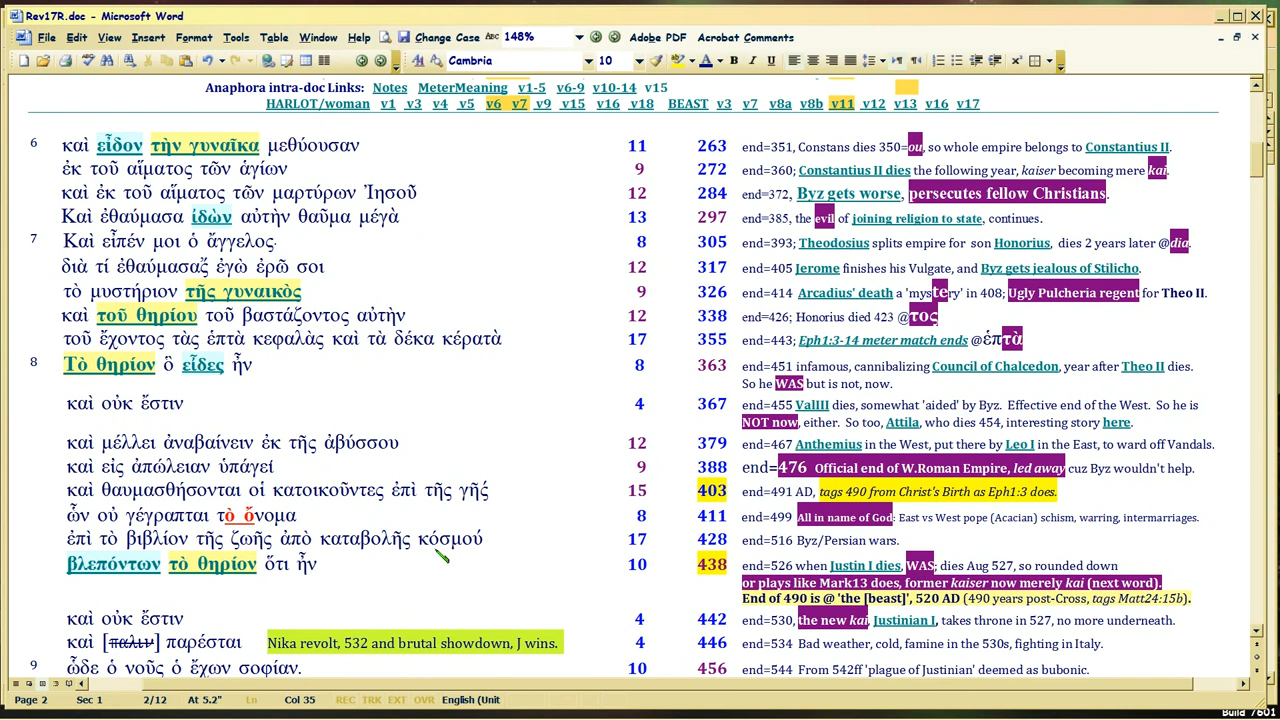 Rev17R.doc - Microsoft Word
File Edit View Insert Format Tools Table Window Help Change Case ABC 148% Adobe PDF Acrobat Comments
Cambria 10 B I U
Anaphora intra-doc Links: Notes MeterMeaning v1-5 v6-9 v10-14 v15
HARLOT/woman v1 v3 v4 v5 v6 v7 v9 v15 v16 v18 BEAST v3 v7 v8a v8b v11 v12 v13 v16 v17
6 καὶ εἶδον τὴν γυναῖκα μεθύουσαν 11 263 end=351, Constans dies 350=ou, so whole empire belongs to Constantius II.
ἐκ τοῦ αἵματος τῶν ἁγίων 9 272 end=360; Constantius II dies the following year, kaiser becoming mere kai.
καὶ ἐκ τοῦ αἵματος τῶν μαρτύρων Ἰησοῦ 12 284 end=372, Byz gets worse, persecutes fellow Christians.
Καὶ ἐθαύμασα ἰδὼν αὐτὴν θαῦμα μέγὰ 13 297 end=385, the evil of joining religion to state, continues.
7 Καὶ εἶπέν μοι ὁ ἄγγελος· 8 305 end=393; Theodosius splits empire for son Honorius, dies 2 years later @dia.
διὰ τί ἐθαύμασαξ̓ ἐγὼ ἐρῶ σοι 12 317 end=405 Jerome finishes his Vulgate, and Byz gets jealous of Stilicho.
τὸ μυστήριον τῆς γυναικὸς 9 326 end=414 Arcadius' death a 'mystery' in 408; Ugly Pulcheria regent for Theo II.
καὶ τοῦ θηρίου τοῦ βαστάζοντος αὐτὴν 12 338 end=426; Honorius died 423 @τος
τοῦ ἔχοντος τὰς ἑπτὰ κεφαλὰς καὶ τὰ δέκα κέρατὰ 17 355 end=443; Eph1:3-14 meter match ends @ἑπτὰ
8 Τὸ θηρίον ὃ εἶδες ἦν 8 363 end=451 infamous, cannibalizing Council of Chalcedon, year after Theo II dies.
So he WAS but is not, now.
καὶ οὐκ ἔστιν 4 367 end=455 ValIII dies, somewhat 'aided' by Byz. Effective end of the West. So he is
NOT now, either. So too, Attila, who dies 454, interesting story here.
καὶ μέλλει ἀναβαίνειν ἐκ τῆς ἀβύσσου 12 379 end=467 Anthemius in the West, put there by Leo I in the East, to ward off Vandals.
καὶ εἰς ἀπώλειαν ὑπάγεί 9 388 end=476 Official end of W.Roman Empire, led away cuz Byz wouldn't help.
καὶ θαυμασθήσονται οἱ κατοικοῦντες ἐπὶ τῆς γῆς́ 15 403 end=491 AD, tags 490 from Christ's Birth as Eph1:3 does.
ὧν οὐ γέγραπται τὸ ὄνομα 8 411 end=499 All in name of God: East vs West pope (Acacian) schism, warring, intermarriages.
ἐπὶ τὸ βιβλίον τῆς ζωῆς ἀπὸ καταβολῆς κόσμού 17 428 end=516 Byz/Persian wars.
βλεπόντων τὸ θηρίον ὅτι ἦν 10 438 end=526 when Justin I dies, WAS; dies Aug 527, so rounded down
or plays like Mark13 does, former kaiser now merely kai (next word).
End of 490 is @ 'the [beast]', 520 AD (490 years post-Cross, tags Matt24:15b).
καὶ οὐκ ἔστιν 4 442 end=530, the new kai, Justinian I, takes throne in 527, no more underneath.
καὶ [παλιν] παρέσται Nika revolt, 532 and brutal showdown, J wins. 4 446 end=534 Bad weather, cold, famine in the 530s, fighting in Italy.
9 ὧδε ὁ νοῦς ὁ ἔχων σοφίαν. 10 456 end=544 From 542ff 'plague of Justinian' deemed as bubonic.
Page 2 Sec 1 2/12 At 5.2" Ln Col 35 REC TRK EXT OVR English (Unit
Build 7601